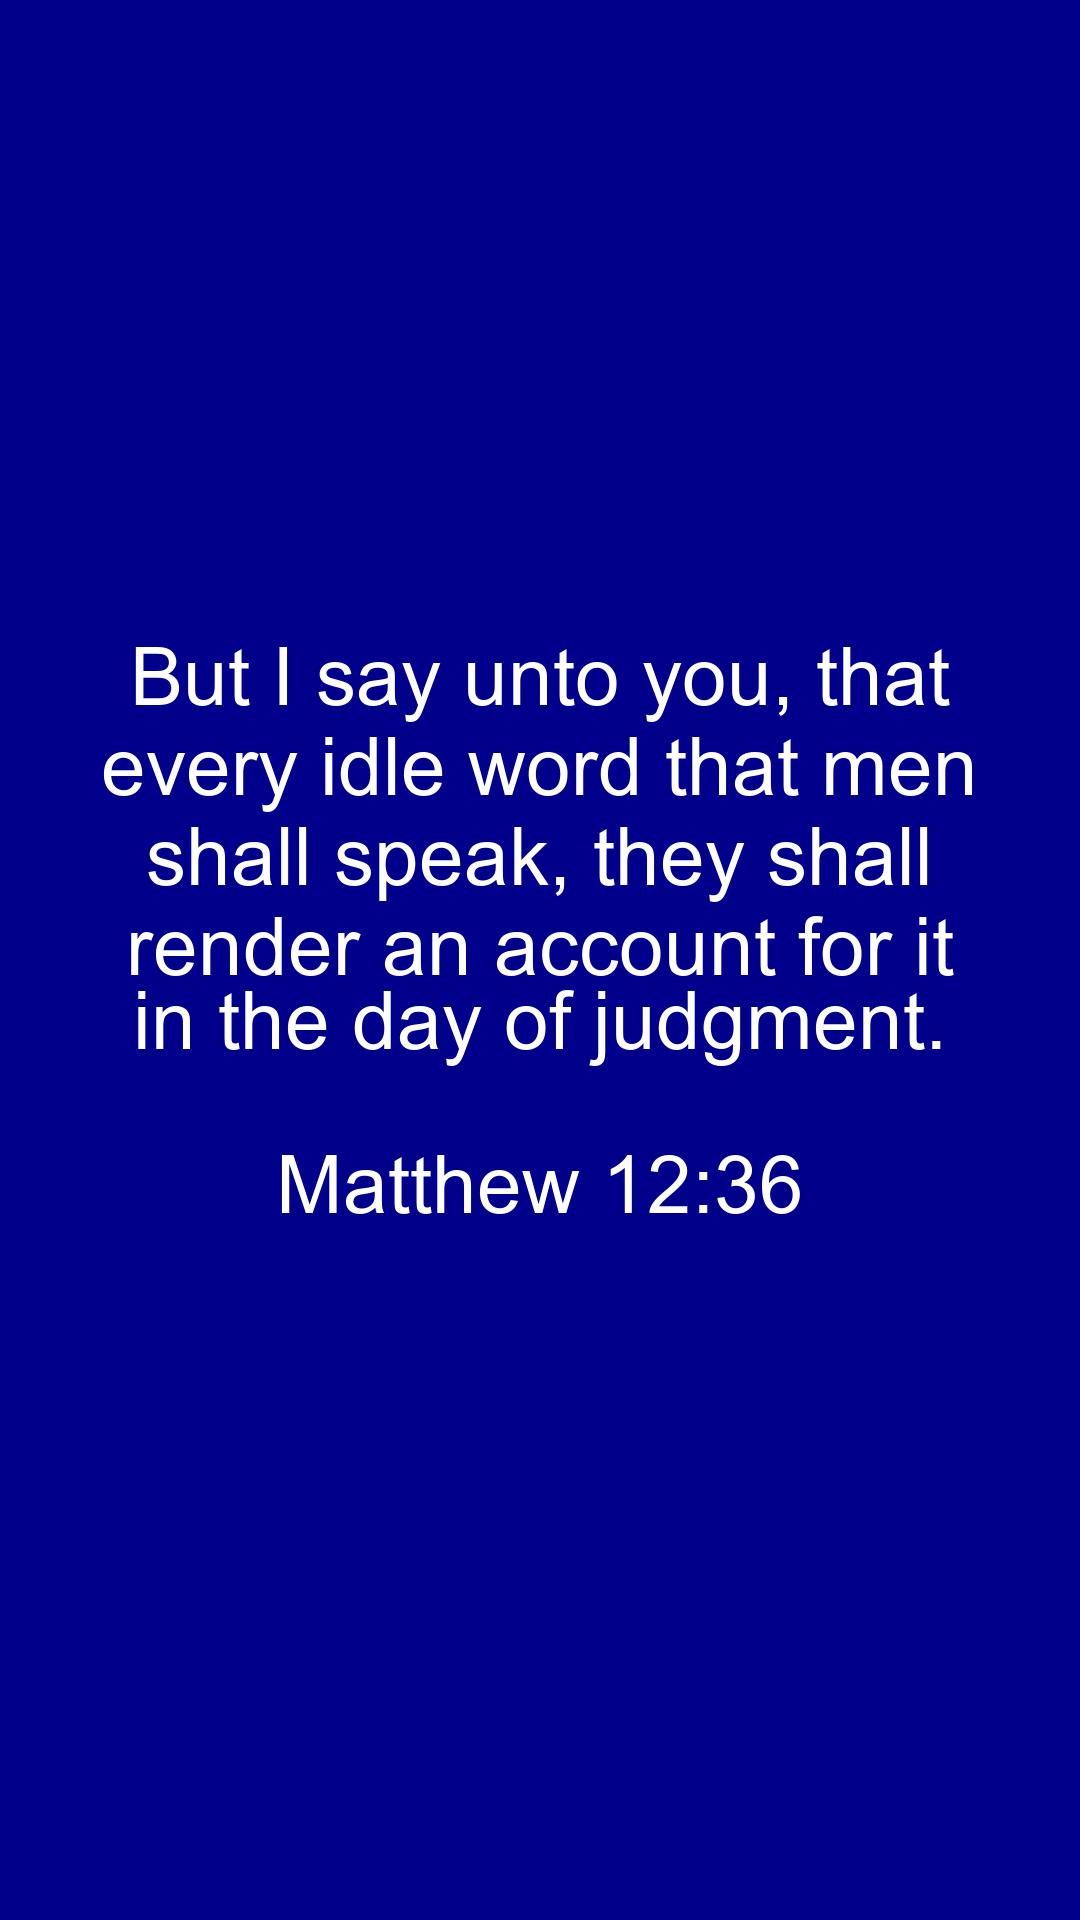 But I say unto you, that
every idle word that men
shall speak, they shall
render an account for it
in the day of judgment.
Matthew 12:36